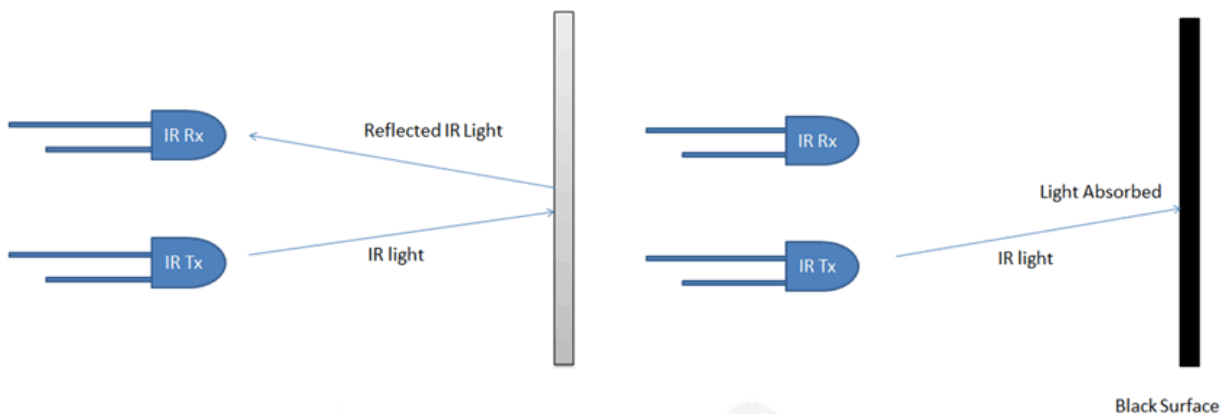 IR Rx
Reflected IR Light
IR Tx
IR light
IR Rx
Light Absorbed
IR Tx
IR light
Black Surface